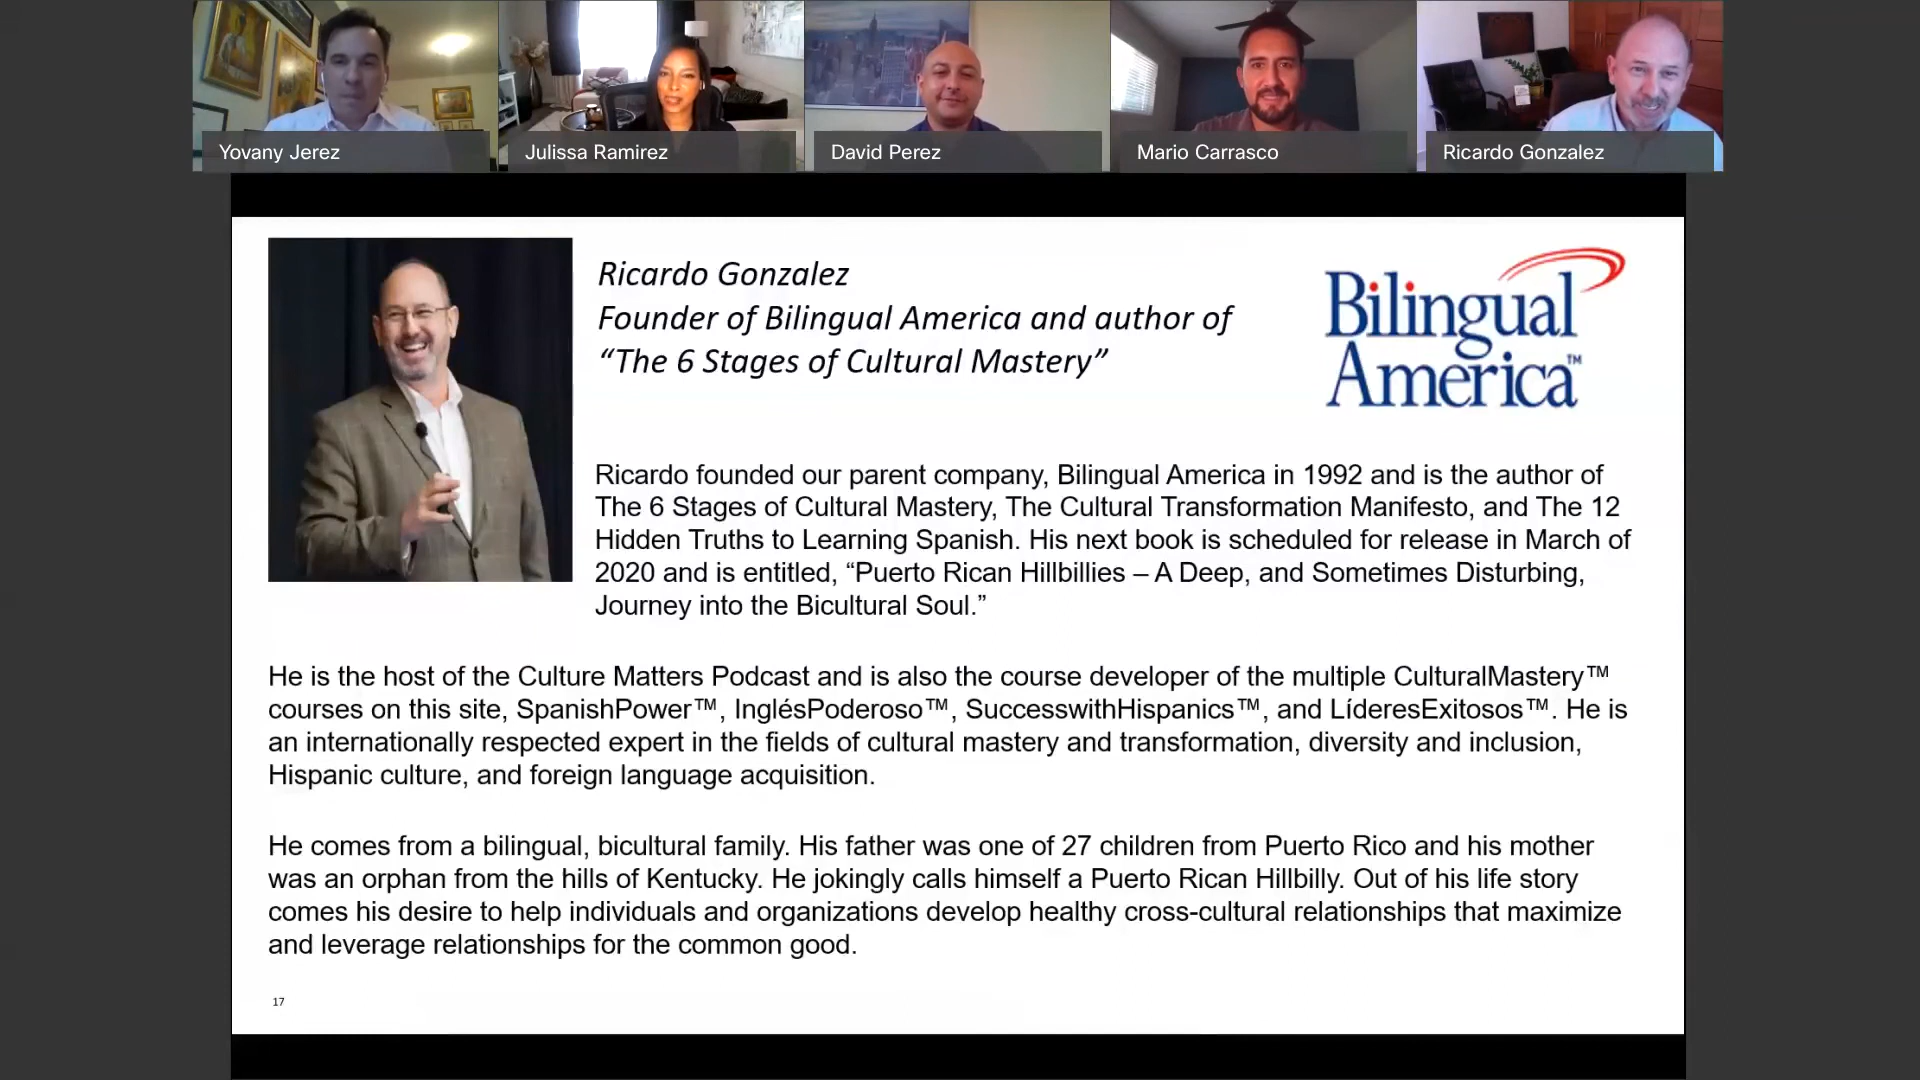 Yovany Jerez
Julissa Ramirez
David Perez
Mario Carrasco
Ricardo Gonzalez
Ricardo Gonzalez
Founder of Bilingual America and author of
“The 6 Stages of Cultural Mastery”
Bilingual
America™
Ricardo founded our parent company, Bilingual America in 1992 and is the author of
The 6 Stages of Cultural Mastery, The Cultural Transformation Manifesto, and The 12
Hidden Truths to Learning Spanish. His next book is scheduled for release in March of
2020 and is entitled, “Puerto Rican Hillbillies – A Deep, and Sometimes Disturbing,
Journey into the Bicultural Soul.”
He is the host of the Culture Matters Podcast and is also the course developer of the multiple CulturalMastery™
courses on this site, SpanishPower™, InglésPoderoso™, SuccesswithHispanics™, and LíderesExitosos™. He is
an internationally respected expert in the fields of cultural mastery and transformation, diversity and inclusion,
Hispanic culture, and foreign language acquisition.
He comes from a bilingual, bicultural family. His father was one of 27 children from Puerto Rico and his mother
was an orphan from the hills of Kentucky. He jokingly calls himself a Puerto Rican Hillbilly. Out of his life story
comes his desire to help individuals and organizations develop healthy cross-cultural relationships that maximize
and leverage relationships for the common good.
17